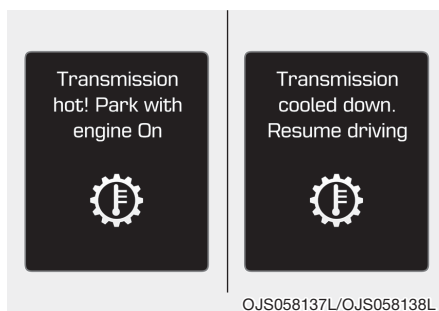 Transmission
hot! Park with
engine On
Transmission
cooled down.
Resume driving
OJS058137L/OJS058138L